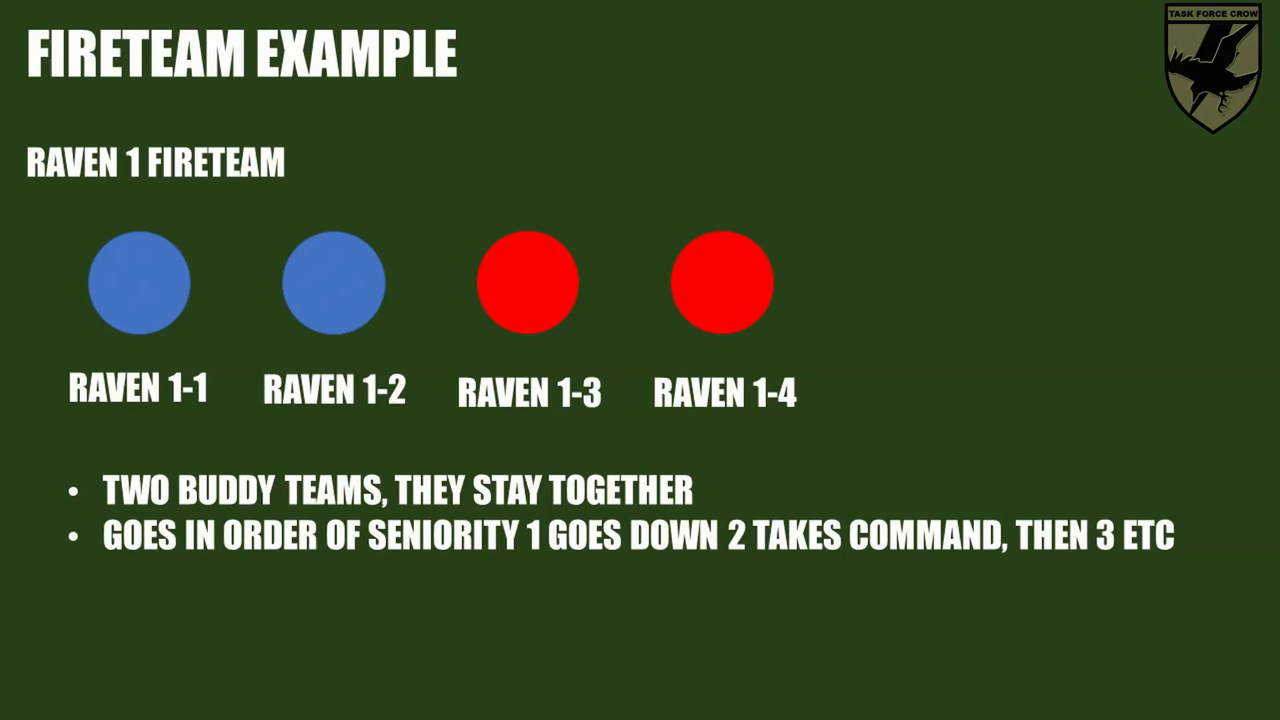 FIRETEAM EXAMPLE
TASK FORCE CROW
RAVEN 1 FIRETEAM
RAVEN 1-1
RAVEN 1-2
RAVEN 1-3
RAVEN 1-4
• TWO BUDDY TEAMS, THEY STAY TOGETHER
• GOES IN ORDER OF SENIORITY 1 GOES DOWN 2 TAKES COMMAND, THEN 3 ETC